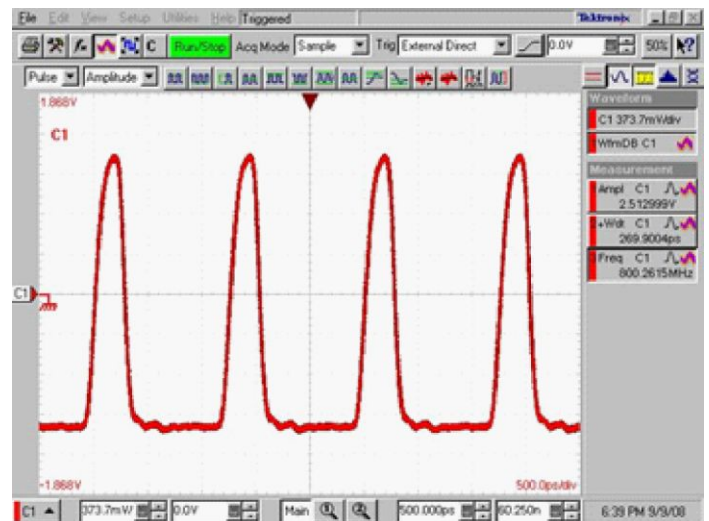 File Edit View Setup Utilities Help Triggered Tektronix
C Run/Stop Acq Mode Sample Trig External Direct 0.0V 50%
Pulse Amplitude
1.868V
C1
C1
-1.868V
500.0ps/div
Waveform
C1 373.7mV/div
WfmDB C1
Measurement
Ampl C1
2.512999V
+Wdt C1
269.9004ps
Freq C1
800.2615MHz
C1 373.7mV/ 0.0V Main 500.000ps 60.250n 6:39 PM 9/9/08